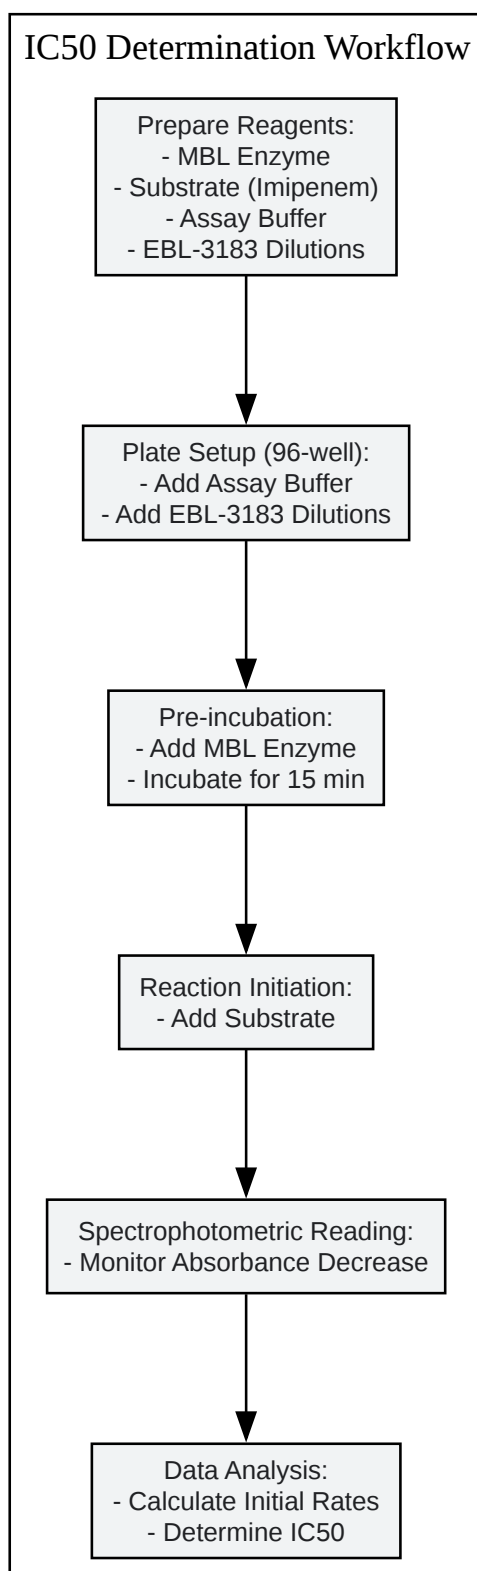 IC50 Determination Workflow
Prepare Reagents:
- MBL Enzyme
- Substrate (Imipenem)
- Assay Buffer
- EBL-3183 Dilutions
Plate Setup (96-well):
- Add Assay Buffer
- Add EBL-3183 Dilutions
Pre-incubation:
- Add MBL Enzyme
- Incubate for 15 min
Reaction Initiation:
- Add Substrate
Spectrophotometric Reading:
- Monitor Absorbance Decrease
Data Analysis:
- Calculate Initial Rates
- Determine IC50